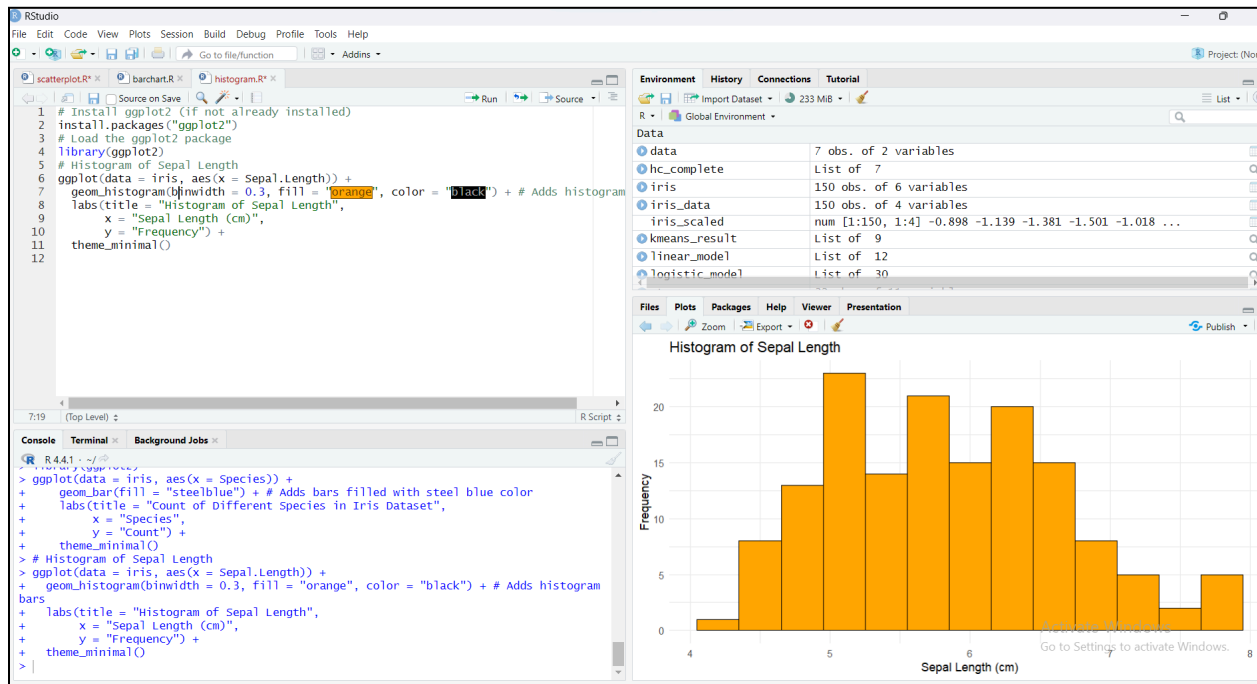 RStudio
File Edit Code View Plots Session Build Debug Profile Tools Help
Go to file/function Addins Project: (Nor
scatterplot.R* barchart.R histogram.R*
Source on Save Run Source
1 # Install ggplot2 (if not already installed)
2 install.packages("ggplot2")
3 # Load the ggplot2 package
4 library(ggplot2)
5 # Histogram of Sepal Length
6 ggplot(data = iris, aes(x = Sepal.Length)) +
7 geom_histogram(binwidth = 0.3, fill = "orange", color = "black") + # Adds histogram
8 labs(title = "Histogram of Sepal Length",
9 x = "Sepal Length (cm)",
10 y = "Frequency") +
11 theme_minimal()
12
7:19 (Top Level) R Script
Console Terminal Background Jobs
R 4.4.1 · ~/
> library(ggplot2)
> ggplot(data = iris, aes(x = Species)) +
+ geom_bar(fill = "steelblue") + # Adds bars filled with steel blue color
+ labs(title = "Count of Different Species in Iris Dataset",
+ x = "Species",
+ y = "Count") +
+ theme_minimal()
> # Histogram of Sepal Length
> ggplot(data = iris, aes(x = Sepal.Length)) +
+ geom_histogram(binwidth = 0.3, fill = "orange", color = "black") + # Adds histogram
bars
+ labs(title = "Histogram of Sepal Length",
+ x = "Sepal Length (cm)",
+ y = "Frequency") +
+ theme_minimal()
>
Environment History Connections Tutorial
Import Dataset 233 MiB List
R Global Environment
Data
data 7 obs. of 2 variables
hc_complete List of 7
iris 150 obs. of 6 variables
iris_data 150 obs. of 4 variables
iris_scaled num [1:150, 1:4] -0.898 -1.139 -1.381 -1.501 -1.018 ...
kmeans_result List of 9
linear_model List of 12
logistic_model List of 30
Files Plots Packages Help Viewer Presentation
Zoom Export Publish
Histogram of Sepal Length
20
15
10
5
0
Frequency
4 5 6 7 8
Sepal Length (cm)
Activate Windows
Go to Settings to activate Windows.